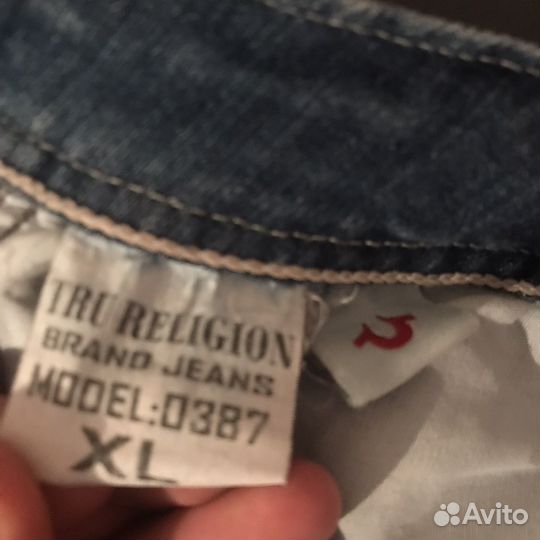 TRU RELIGION
BRAND JEANS
MODEL:0387
XL
Avito